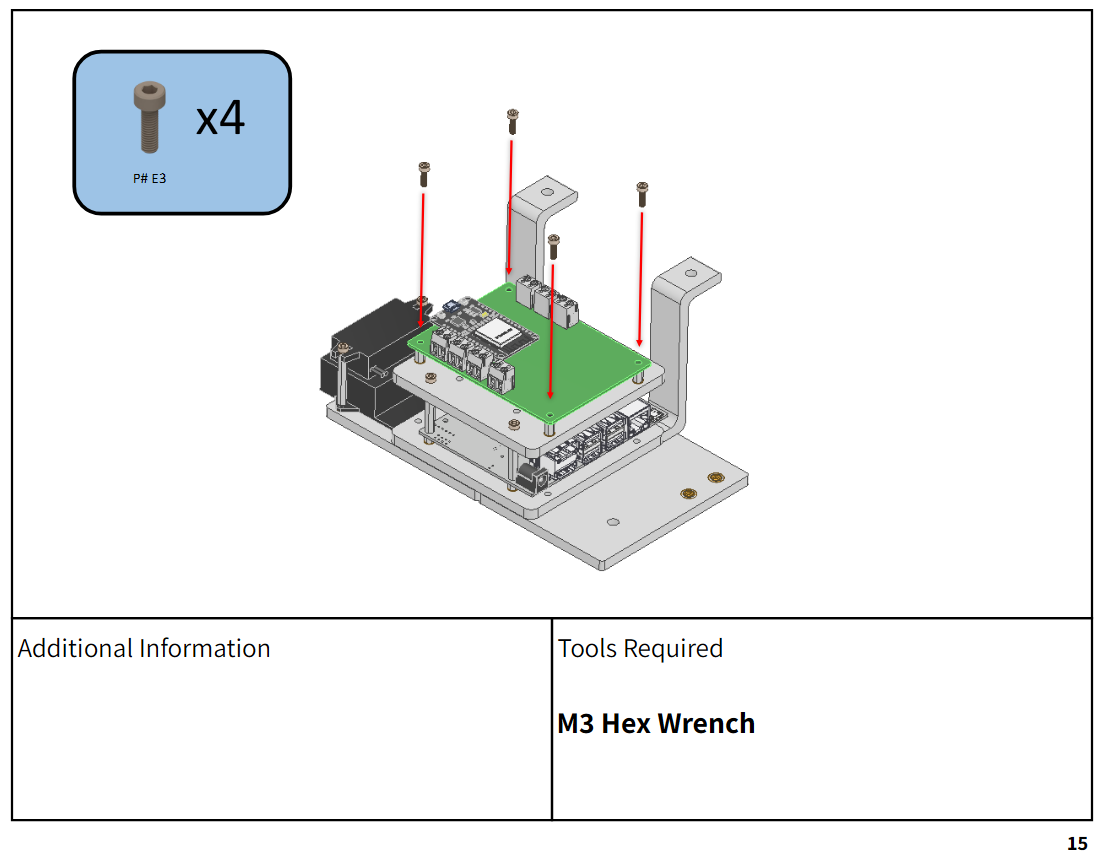 x4
P# E3
Additional Information
Tools Required
M3 Hex Wrench
15